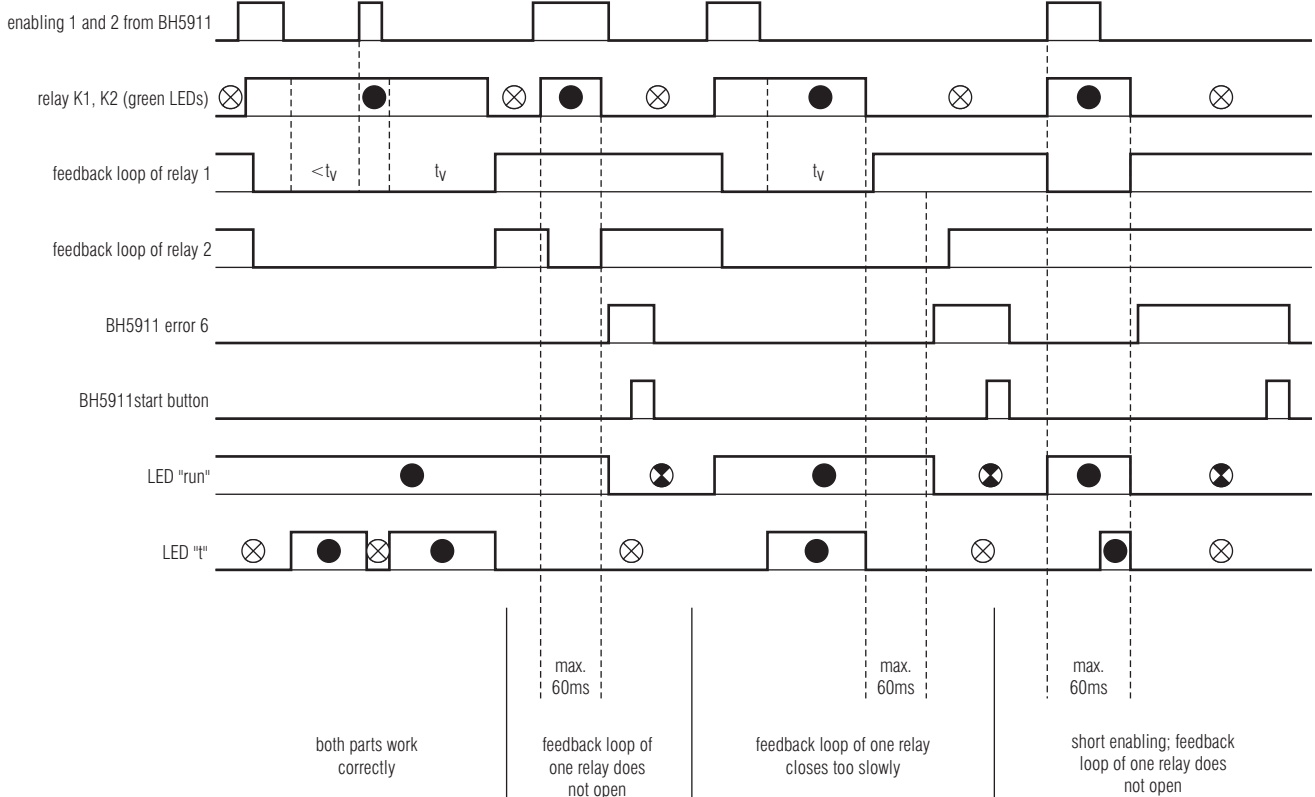 enabling 1 and 2 from BH5911
relay K1, K2 (green LEDs)
feedback loop of relay 1
<tv
tv
tv
feedback loop of relay 2
BH5911 error 6
BH5911start button
LED "run"
LED "t"
max.
60ms
max.
60ms
max.
60ms
both parts work
correctly
feedback loop of
one relay does
not open
feedback loop of one relay
closes too slowly
short enabling; feedback
loop of one relay does
not open